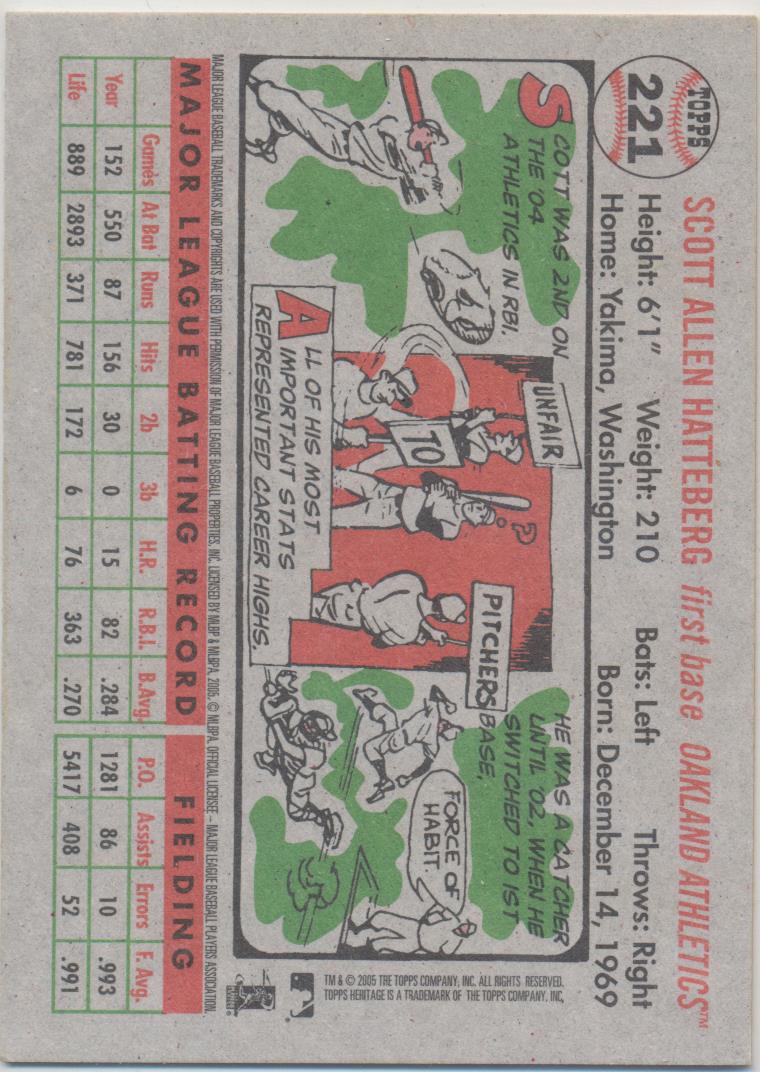 TOPPS
221
SCOTT ALLEN HATTEBERG first base OAKLAND ATHLETICS™
Height: 6'1" Weight: 210 Bats: Left Throws: Right
Home: Yakima, Washington Born: December 14, 1969
SCOTT WAS 2ND ON
THE '04
ATHLETICS IN RBI.
UNFAIR
TO
PITCHERS
?
ALL OF HIS MOST
IMPORTANT STATS
REPRESENTED CAREER HIGHS.
HE WAS A CATCHER
UNTIL '02, WHEN HE
SWITCHED TO 1ST
BASE.
FORCE OF
HABIT.
TM & © 2005 THE TOPPS COMPANY, INC. ALL RIGHTS RESERVED.
TOPPS HERITAGE IS A TRADEMARK OF THE TOPPS COMPANY, INC.
MAJOR LEAGUE BASEBALL TRADEMARKS AND COPYRIGHTS ARE USED WITH PERMISSION OF MAJOR LEAGUE BASEBALL PROPERTIES, INC. LICENSED BY MLBP & MLBPA, 2005. © MLBPA, OFFICIAL LICENSEE – MAJOR LEAGUE BASEBALL PLAYERS ASSOCIATION.
MAJOR LEAGUE BATTING RECORD FIELDING
Games At Bat Runs Hits 2b 3b H.R. R.B.I. B.Avg. P.O. Assists Errors F. Avg.
Year 152 550 87 156 30 0 15 82 .284 1281 86 10 .993
Life 889 2893 371 781 172 6 76 363 .270 5417 408 52 .991